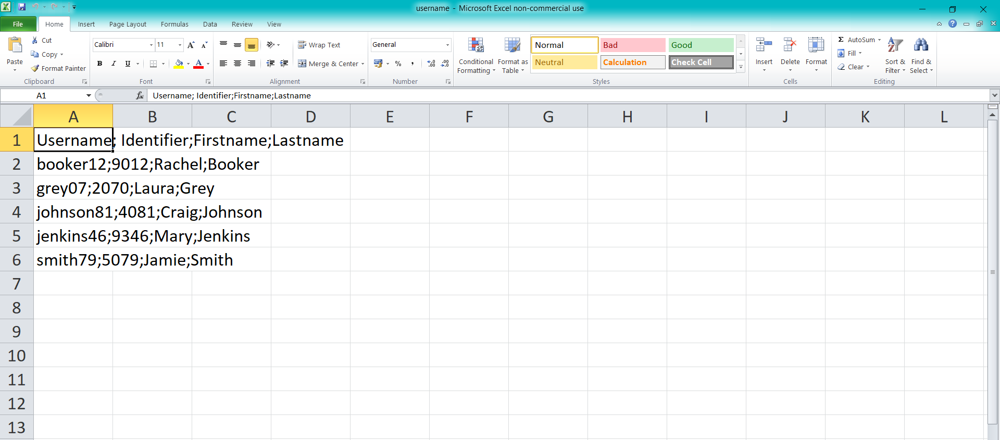 username - Microsoft Excel non-commercial use
File Home Insert Page Layout Formulas Data Review View
Paste
Cut
Copy
Format Painter
Clipboard
Calibri 11
B I U
Font
Wrap Text
Merge & Center
Alignment
General
%
Number
Conditional Formatting
Format as Table
Normal Bad Good
Neutral Calculation Check Cell
Styles
Insert Delete Format
Cells
Σ AutoSum
Fill
Clear
Sort & Filter
Find & Select
Editing
A1 fx Username; Identifier;Firstname;Lastname
A B C D E F G H I J K L
1 Username; Identifier;Firstname;Lastname
2 booker12;9012;Rachel;Booker
3 grey07;2070;Laura;Grey
4 johnson81;4081;Craig;Johnson
5 jenkins46;9346;Mary;Jenkins
6 smith79;5079;Jamie;Smith
7
8
9
10
11
12
13